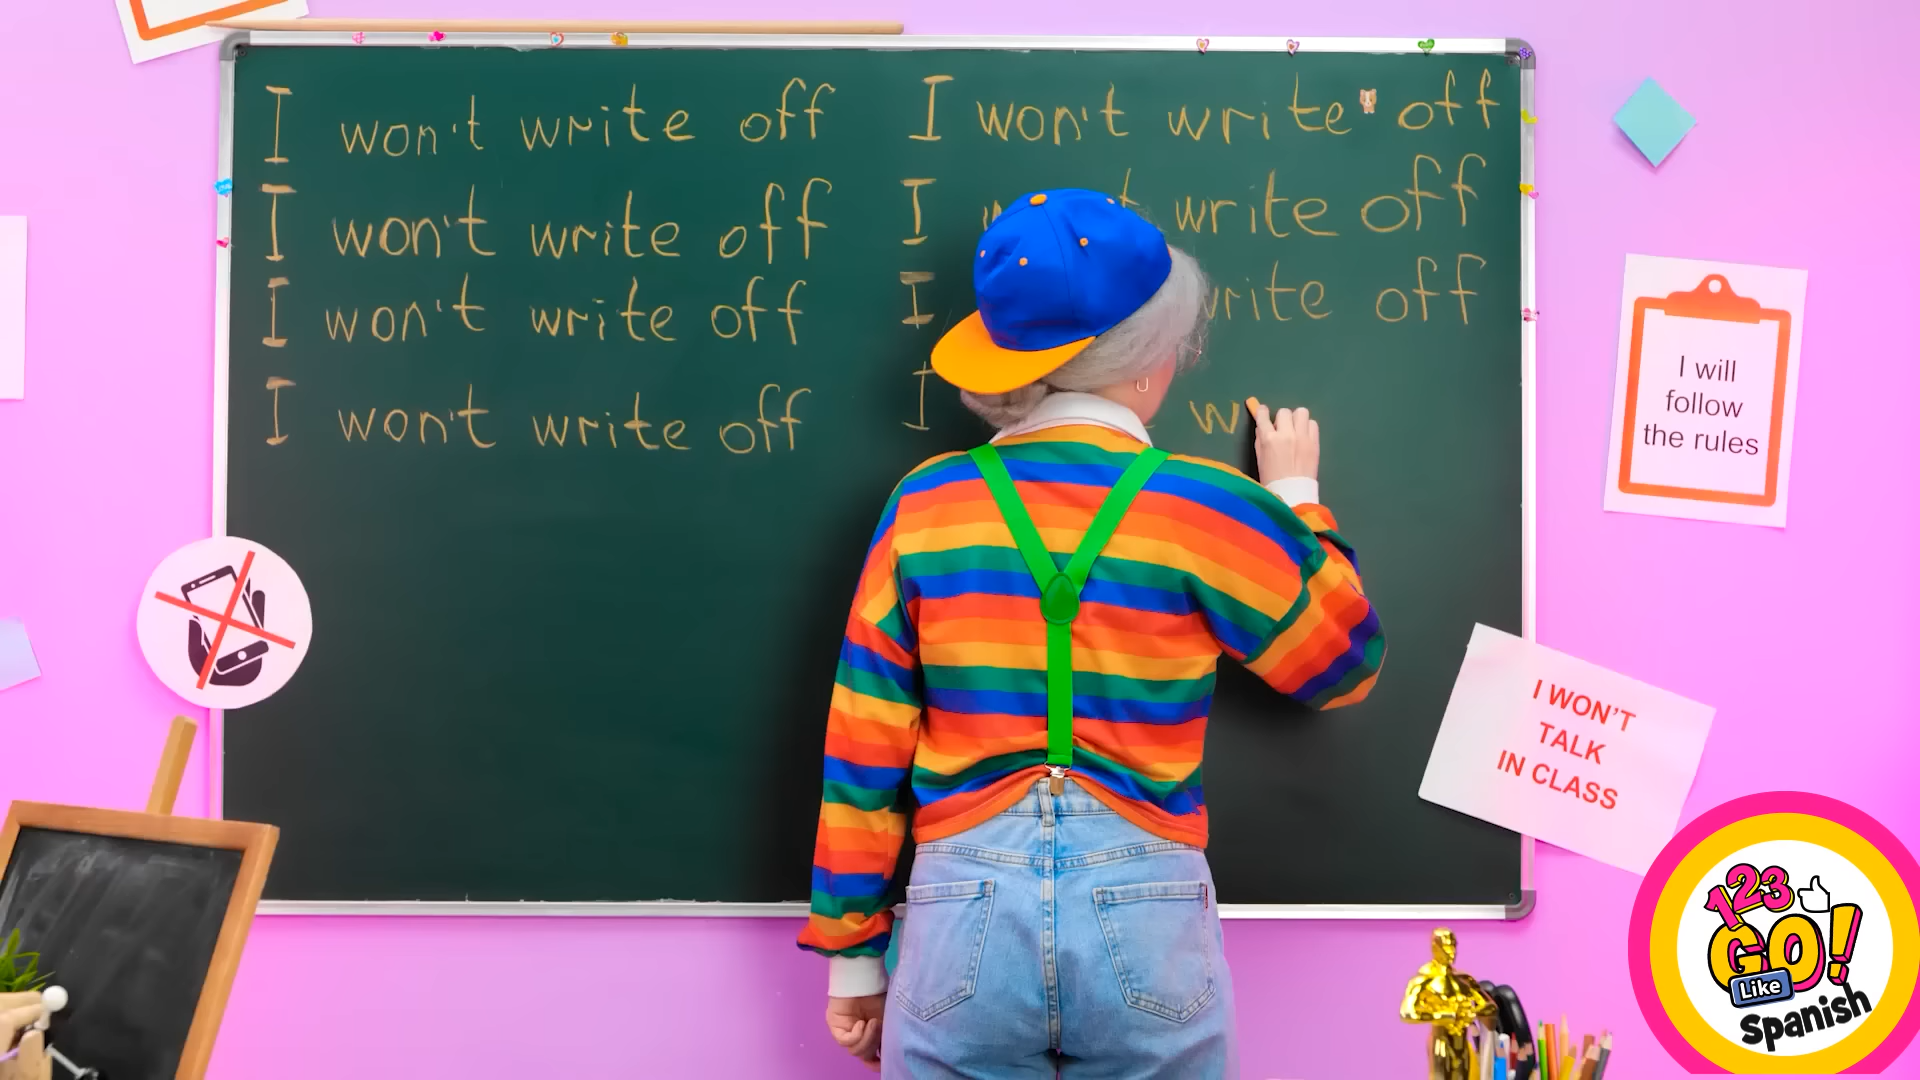 I won't write off
I won't write off
I won't write off
I won't write off
I won't write off
I write off
I write off
I w
I will
follow
the rules
I WON'T
TALK
IN CLASS
123
GO!
Like
Spanish